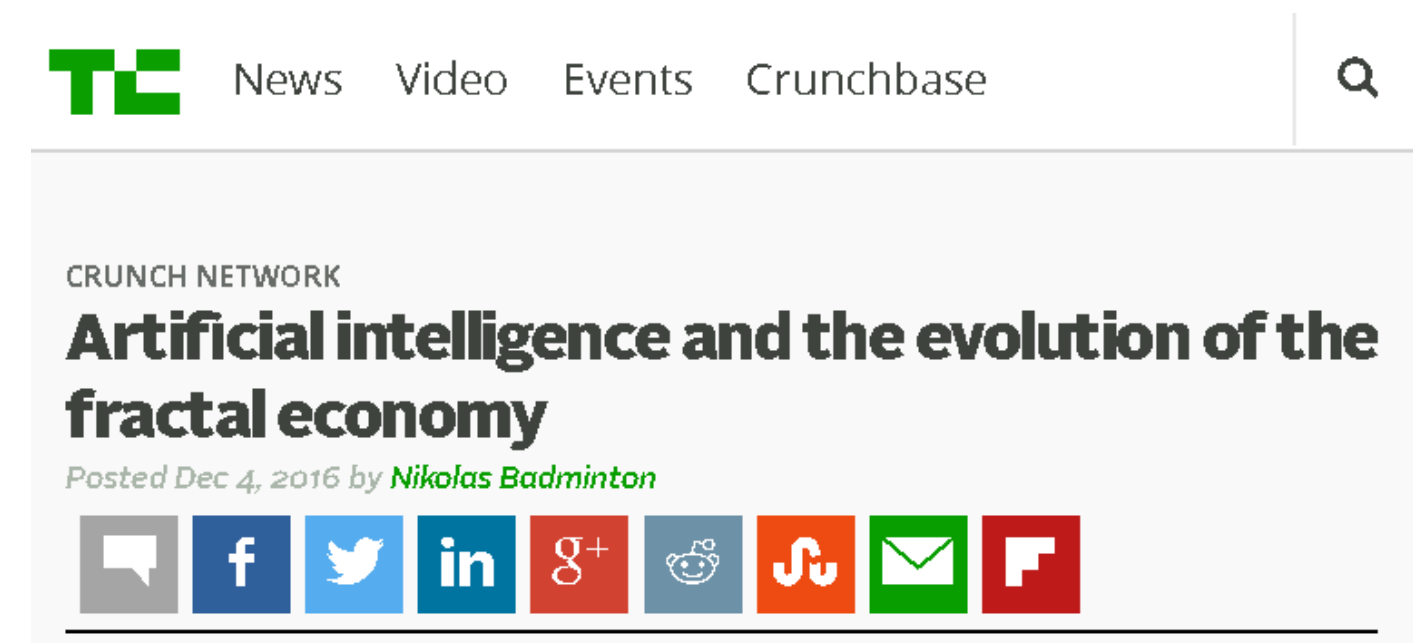 TC News Video Events Crunchbase
CRUNCH NETWORK
Artificial intelligence and the evolution of the
fractal economy
Posted Dec 4, 2016 by Nikolas Badminton
f in g+